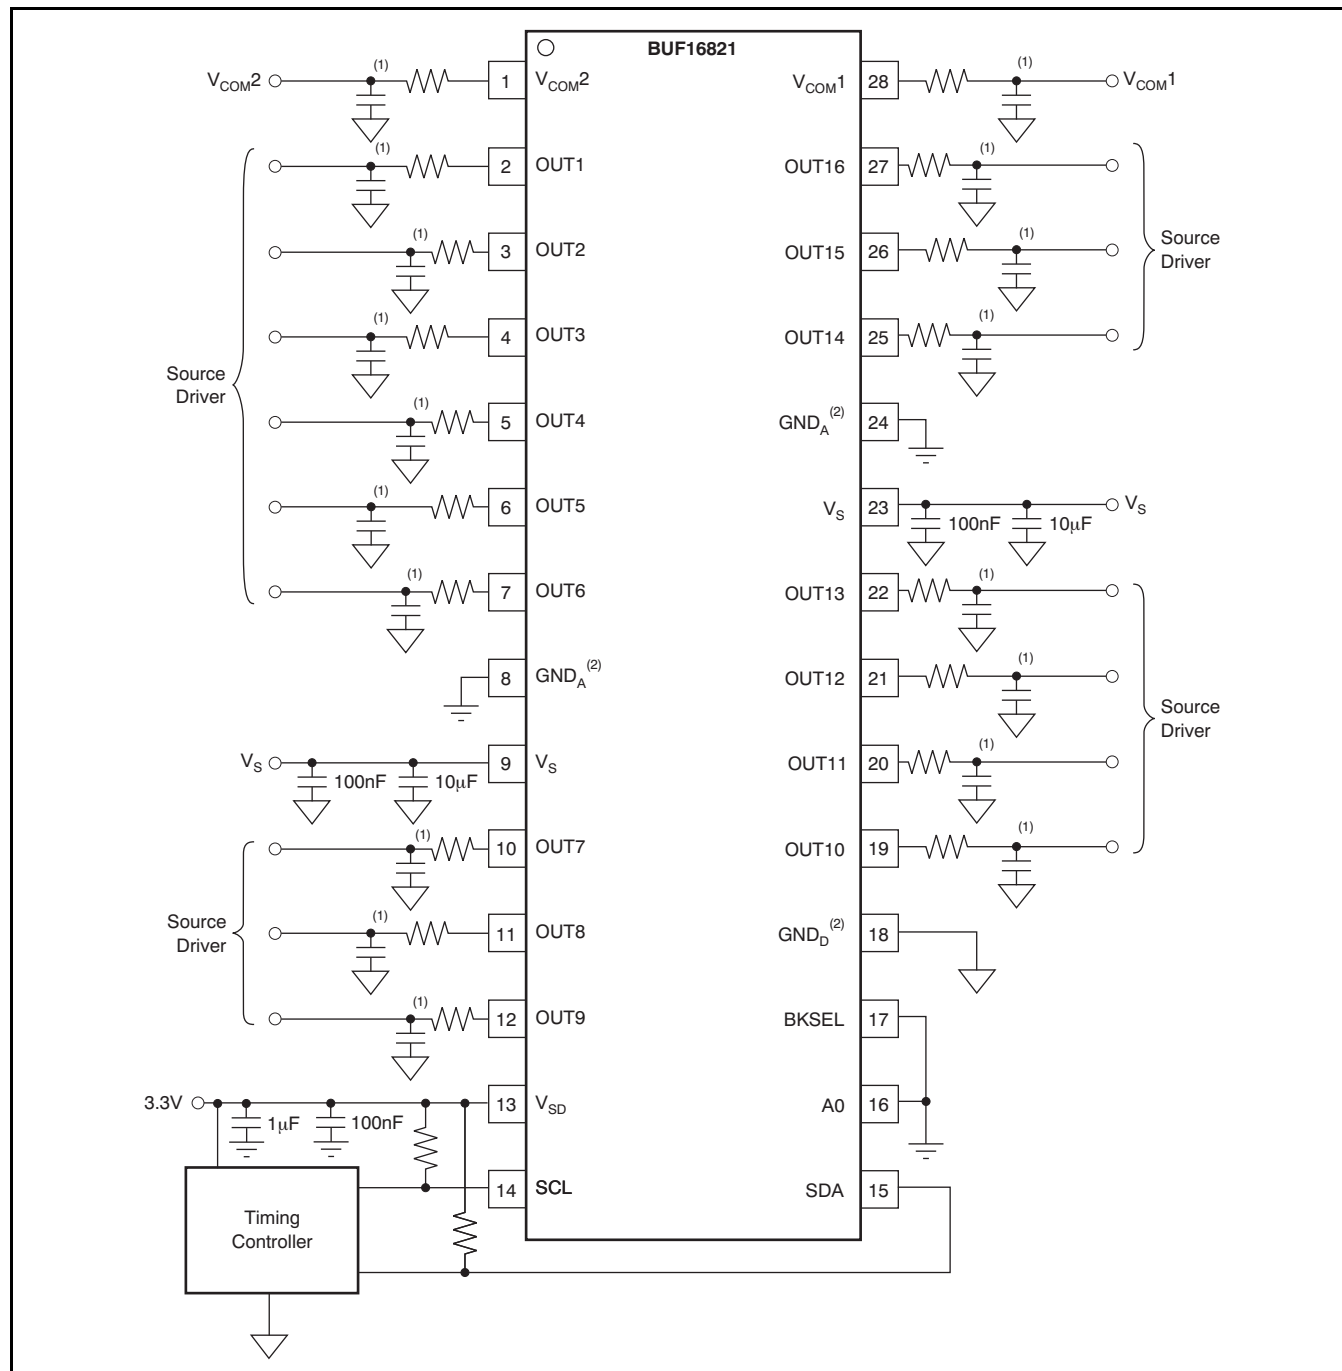 BUF16821
V_COM2 (1) 1 V_COM2 V_COM1 28 (1) V_COM1
(1) 2 OUT1 OUT16 27 (1)
(1) 3 OUT2 OUT15 26 (1)
Source
Driver
(1) 4 OUT3 OUT14 25 (1)
Source
Driver
(1) 5 OUT4 GND_A(2) 24
(1) 6 OUT5 V_S 23 100nF 10μF V_S
(1) 7 OUT6 OUT13 22 (1)
8 GND_A(2) OUT12 21 (1)
Source
Driver
V_S 100nF 10μF 9 V_S OUT11 20 (1)
(1) 10 OUT7 OUT10 19 (1)
Source
Driver
(1) 11 OUT8 GND_D(2) 18
(1) 12 OUT9 BKSEL 17
3.3V 1μF 100nF 13 V_SD A0 16
14 SCL SDA 15
Timing
Controller